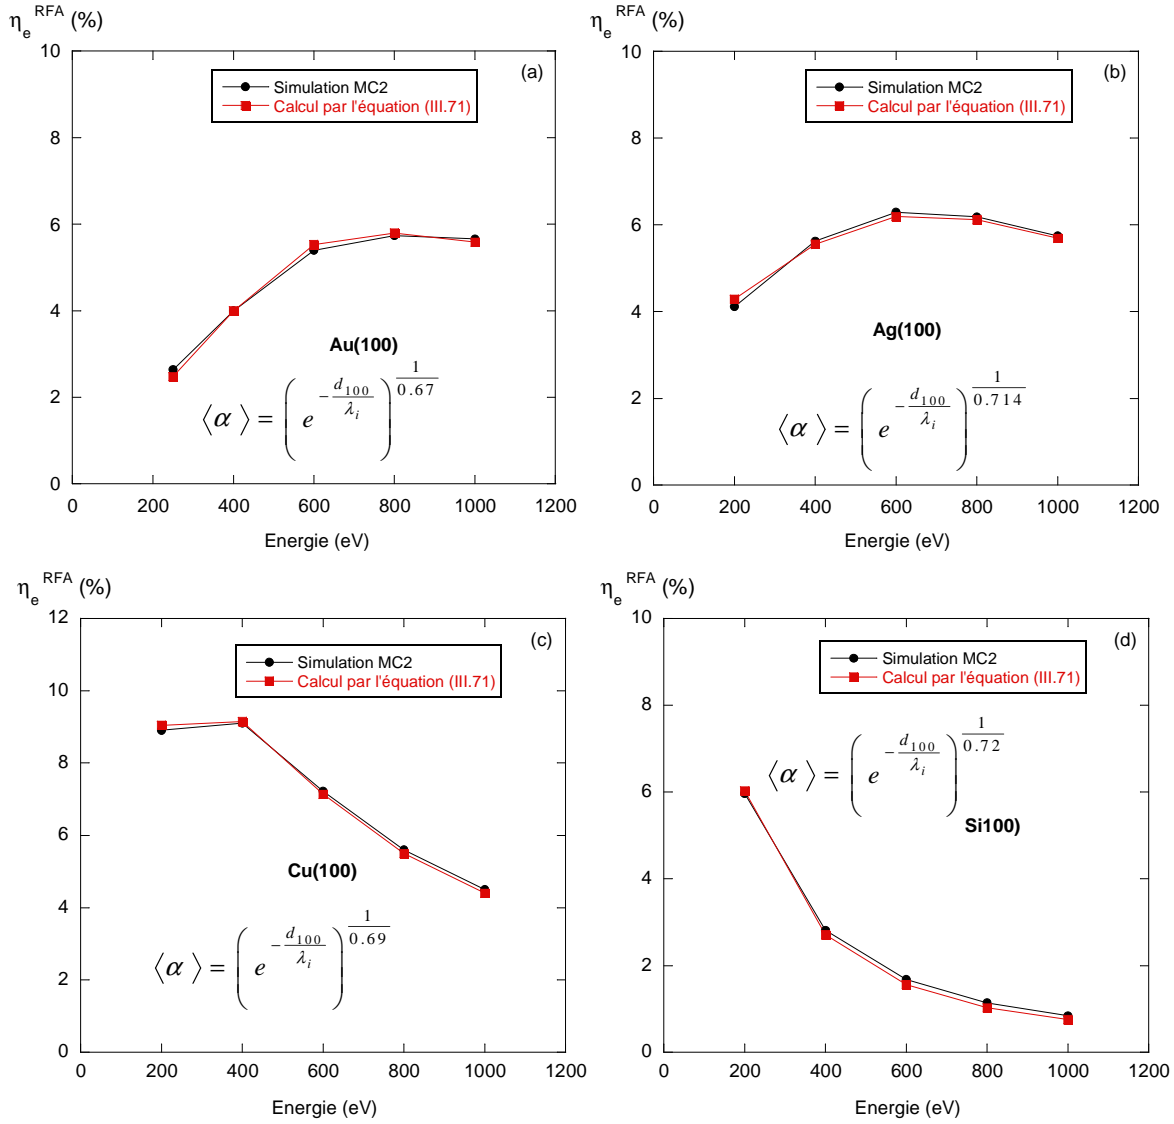 η_e^RFA (%)
(a)
Simulation MC2
Calcul par l'équation (III.71)
10
8
6
4
2
0
Au(100)
⟨α⟩ = (e^{-d_100/λ_i})^{1/0.67}
0 200 400 600 800 1000 1200
Energie (eV)
η_e^RFA (%)
(b)
Simulation MC2
Calcul par l'équation (III.71)
10
8
6
4
2
0
Ag(100)
⟨α⟩ = (e^{-d_100/λ_i})^{1/0.714}
0 200 400 600 800 1000 1200
Energie (eV)
η_e^RFA (%)
(c)
Simulation MC2
Calcul par l'équation (III.71)
12
10
8
6
4
2
0
Cu(100)
⟨α⟩ = (e^{-d_100/λ_i})^{1/0.69}
0 200 400 600 800 1000 1200
Energie (eV)
η_e^RFA (%)
(d)
Simulation MC2
Calcul par l'équation (III.71)
10
8
6
4
2
0
⟨α⟩ = (e^{-d_100/λ_i})^{1/0.72}
Si100)
0 200 400 600 800 1000 1200
Energie (eV)